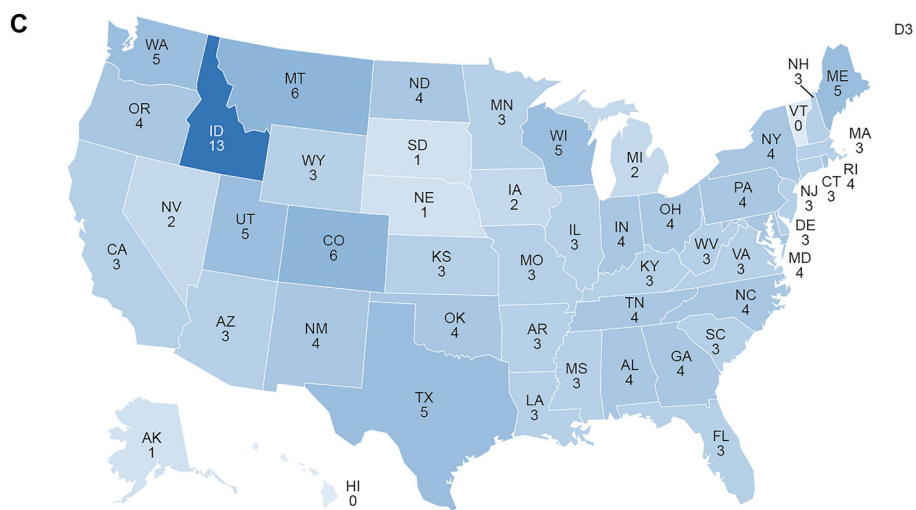 C
D3
WA
5
MT
6
ND
4
MN
3
NH
3
ME
5
OR
4
ID
13
VT
0
SD
1
WI
5
NY
4
MA
3
WY
3
MI
2
RI
4
NE
1
IA
2
PA
4
CT
3
NJ
3
NV
2
UT
5
OH
4
CO
6
IL
3
IN
4
DE
3
CA
3
KS
3
MO
3
WV
3
VA
3
MD
4
KY
3
NC
4
TN
4
AZ
3
NM
4
OK
4
AR
3
SC
3
MS
3
AL
4
GA
4
TX
5
LA
3
AK
1
FL
3
HI
0